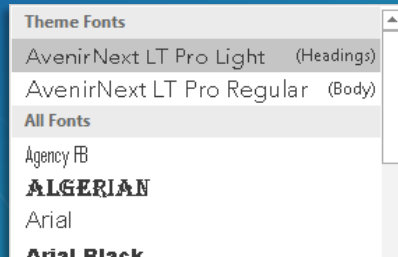 Theme Fonts
AvenirNext LT Pro Light (Headings)
AvenirNext LT Pro Regular (Body)
All Fonts
Agency FB
ALGERIAN
Arial
Arial Black